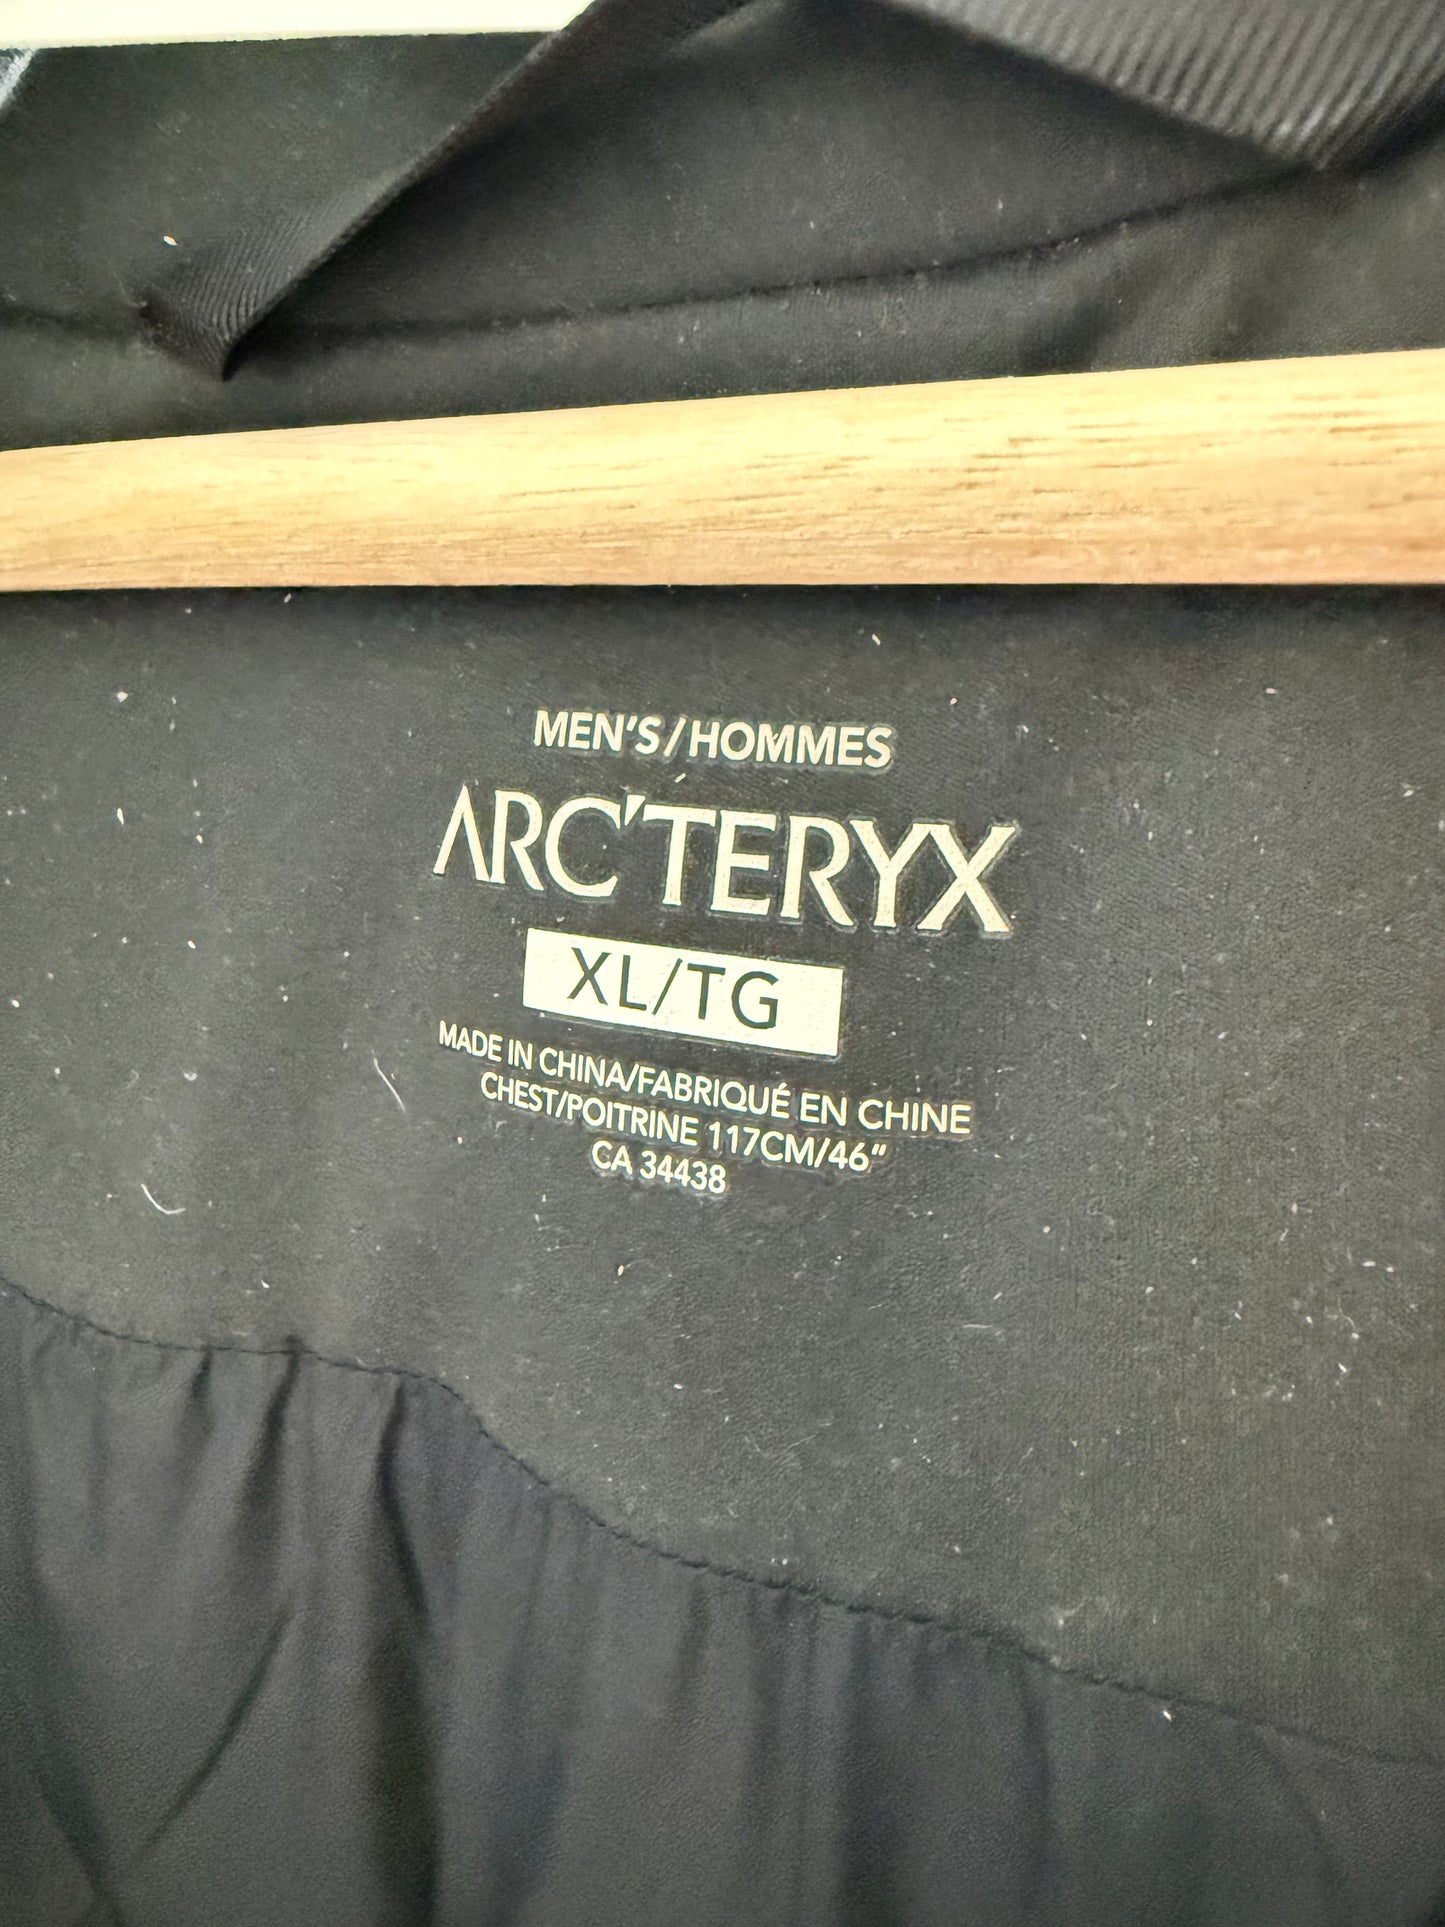 MEN'S/HOMMES
ARC'TERYX
XL/TG
MADE IN CHINA/FABRIQUÉ EN CHINE
CHEST/POITRINE 117CM/46"
CA 34438